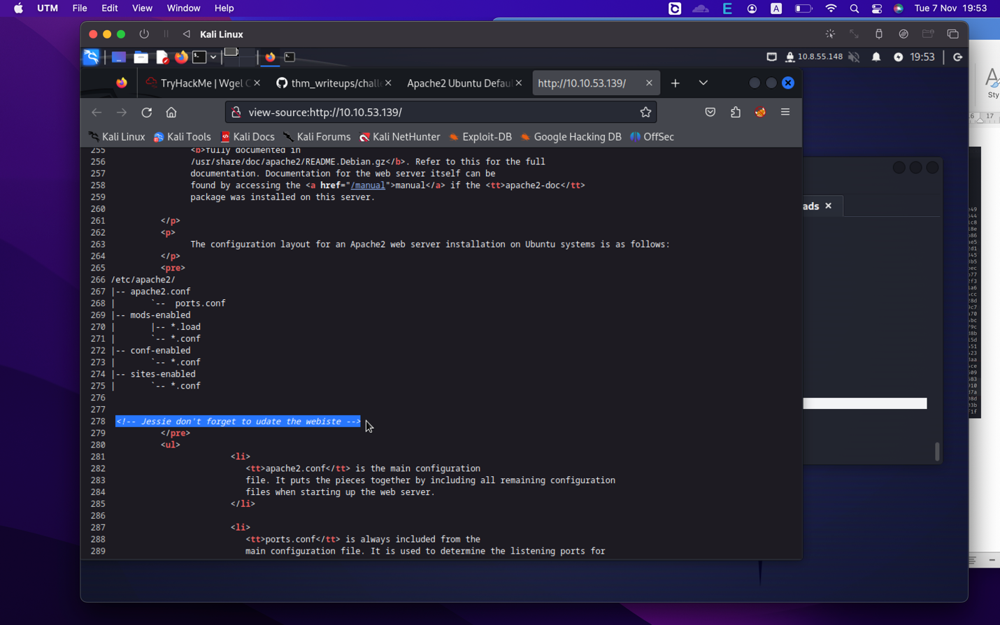 UTM File Edit View Window Help
E A Tue 7 Nov 19:53
Kali Linux
10.8.55.148 19:53
TryHackMe | Wgel C × thm_writeups/chall × Apache2 Ubuntu Defau × http://10.10.53.139/ × +
view-source:http://10.10.53.139/
Kali Linux Kali Tools Kali Docs Kali Forums Kali NetHunter Exploit-DB Google Hacking DB OffSec
255 <b>fully documented in
256 /usr/share/doc/apache2/README.Debian.gz</b>. Refer to this for the full
257 documentation. Documentation for the web server itself can be
258 found by accessing the <a href="/manual">manual</a> if the <tt>apache2-doc</tt>
259 package was installed on this server.
260
261 </p>
262 <p>
263 The configuration layout for an Apache2 web server installation on Ubuntu systems is as follows:
264 </p>
265 <pre>
266 /etc/apache2/
267 |-- apache2.conf
268 | `-- ports.conf
269 |-- mods-enabled
270 | |-- *.load
271 | `-- *.conf
272 |-- conf-enabled
273 | `-- *.conf
274 |-- sites-enabled
275 | `-- *.conf
276
277
278 <!-- Jessie don't forget to udate the webiste -->
279 </pre>
280 <ul>
281 <li>
282 <tt>apache2.conf</tt> is the main configuration
283 file. It puts the pieces together by including all remaining configuration
284 files when starting up the web server.
285 </li>
286
287 <li>
288 <tt>ports.conf</tt> is always included from the
289 main configuration file. It is used to determine the listening ports for
ads ×
Sty
16 17